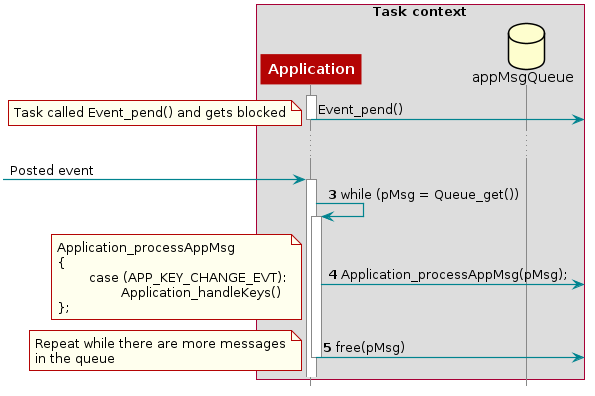 Task context
Application
appMsgQueue
Event_pend()
Task called Event_pend() and gets blocked
Posted event
3 while (pMsg = Queue_get())
Application_processAppMsg
{
case (APP_KEY_CHANGE_EVT):
Application_handleKeys()
};
4 Application_processAppMsg(pMsg);
Repeat while there are more messages
in the queue
5 free(pMsg)